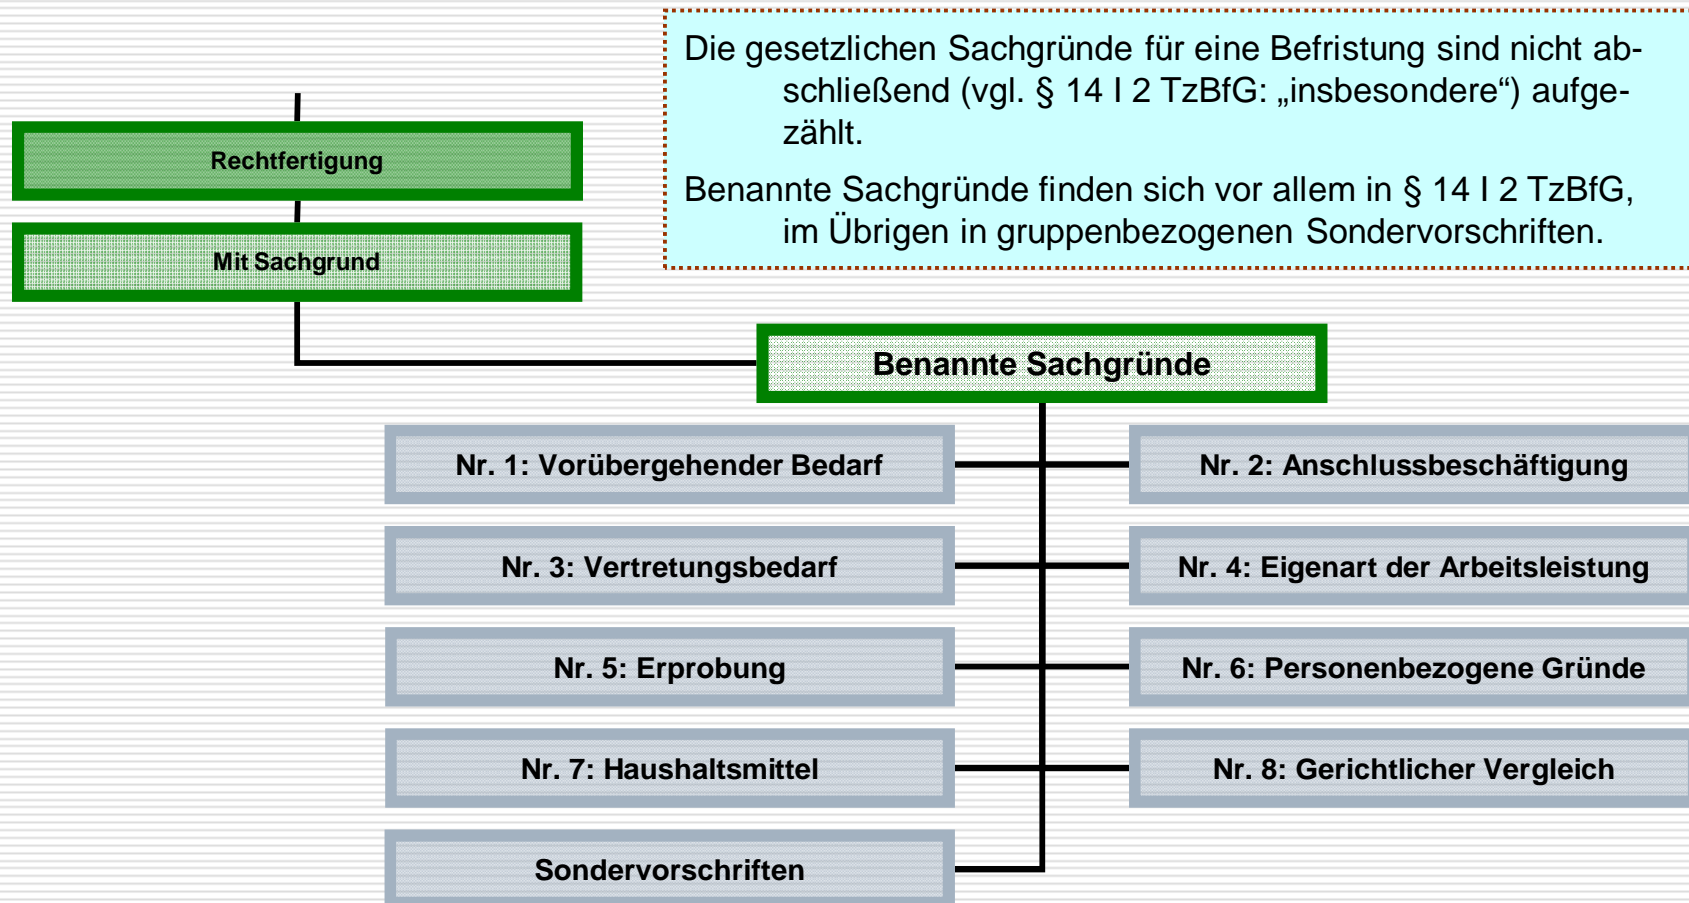 Die gesetzlichen Sachgründe für eine Befristung sind nicht ab-
schließend (vgl. § 14 I 2 TzBfG: „insbesondere“) aufge-
zählt.
Benannte Sachgründe finden sich vor allem in § 14 I 2 TzBfG,
im Übrigen in gruppenbezogenen Sondervorschriften.
Rechtfertigung
Mit Sachgrund
Benannte Sachgründe
Nr. 1: Vorübergehender Bedarf
Nr. 2: Anschlussbeschäftigung
Nr. 3: Vertretungsbedarf
Nr. 4: Eigenart der Arbeitsleistung
Nr. 5: Erprobung
Nr. 6: Personenbezogene Gründe
Nr. 7: Haushaltsmittel
Nr. 8: Gerichtlicher Vergleich
Sondervorschriften